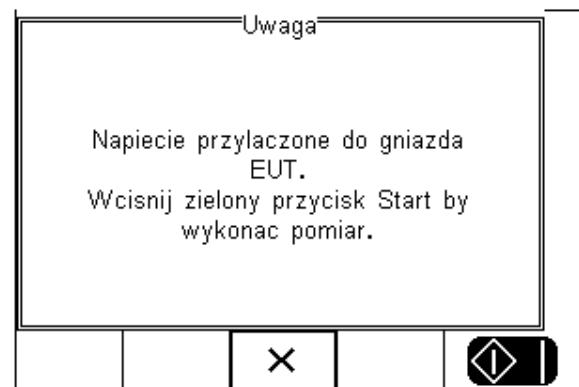 Uwaga
Napiecie przylaczone do gniazda
EUT.
Wcisnij zielony przycisk Start by
wykonac pomiar.